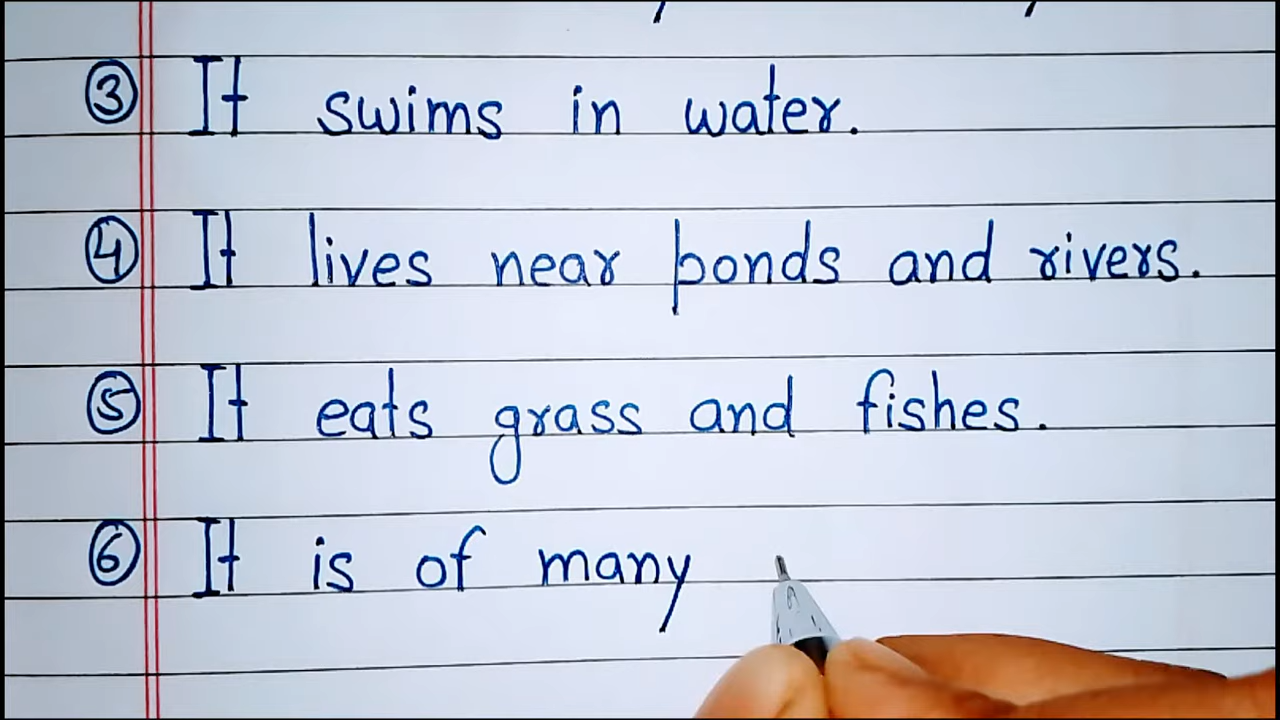 ③ It swims in water.
④ It lives near ponds and rivers.
⑤ It eats grass and fishes.
⑥ It is of many